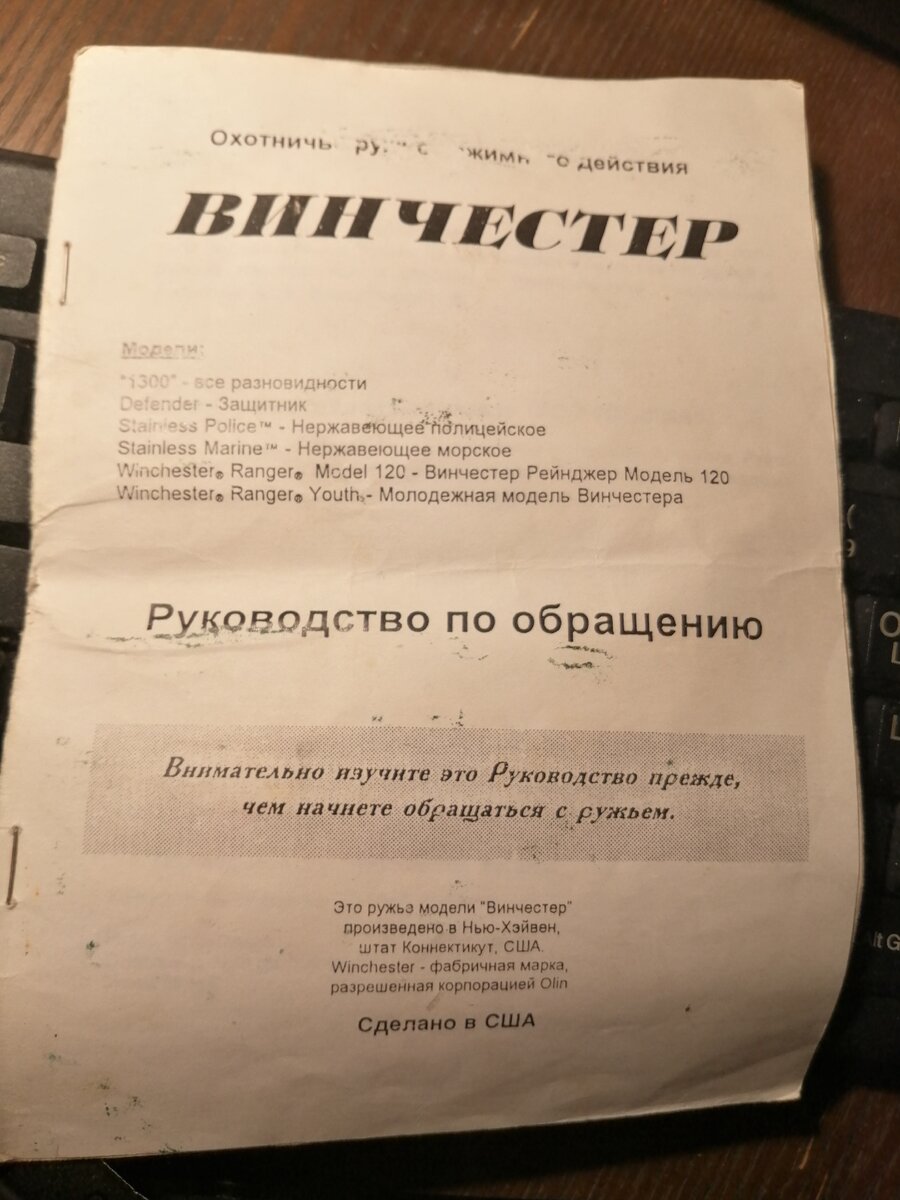 Охотничь ру действия
ВИНЧЕСТЕР
Модели:
"1300" - все разновидности
Defender - Защитник
Stainless Police™ - Нержавеющее полицейское
Stainless Marine™ - Нержавеющее морское
Winchester® Ranger® Model 120 - Винчестер Рейнджер Модель 120
Winchester® Ranger® Youth® - Молодежная модель Винчестера
Руководство по обращению
Внимательно изучите это Руководство прежде,
чем начнете обращаться с ружьем.
Это ружье модели "Винчестер"
произведено в Нью-Хэйвен,
штат Коннектикут, США.
Winchester - фабричная марка,
разрешенная корпорацией Olin
Сделано в США